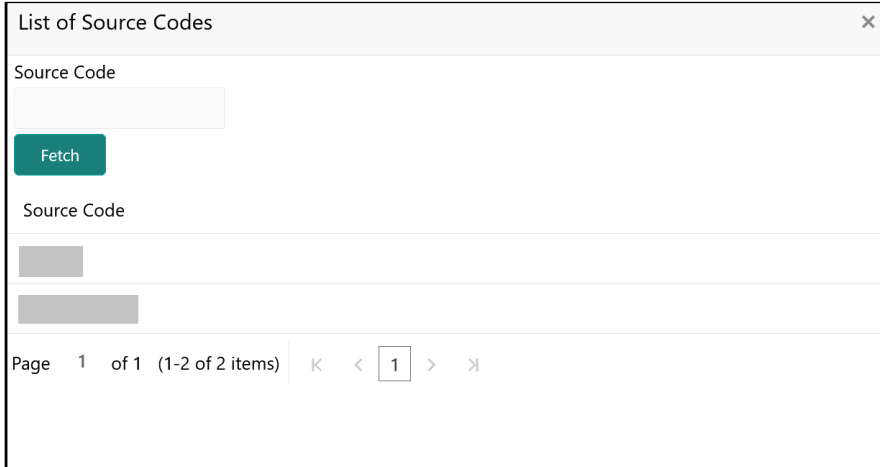 List of Source Codes ×
Source Code
Fetch
Source Code
Page 1 of 1 (1-2 of 2 items) 1